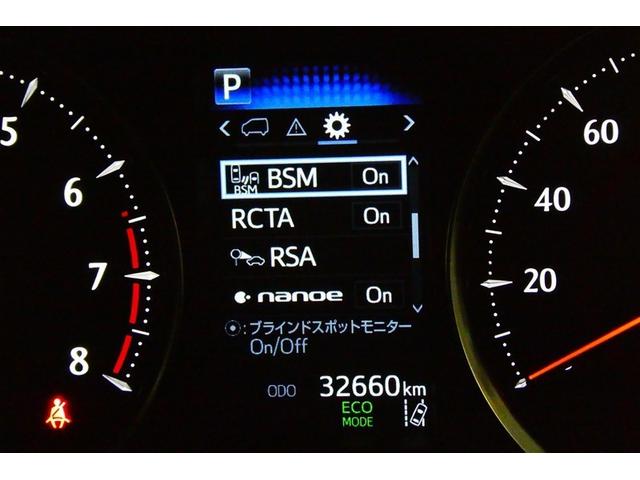 P
BSM
BSM On
RCTA On
RSA
nanoe On
:ブラインドスポットモニター
On/Off
ODO 32660km
ECO
MODE
5
6
7
8
60
40
20